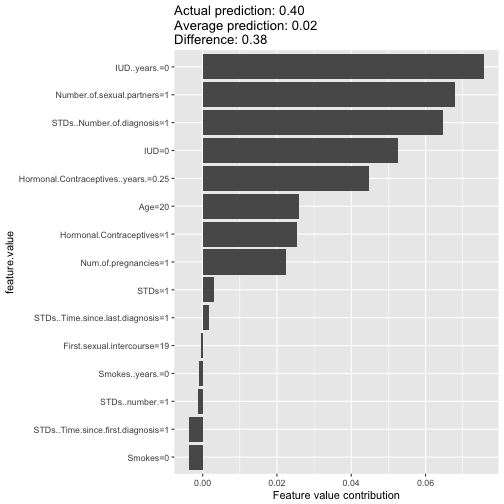 Actual prediction: 0.40
Average prediction: 0.02
Difference: 0.38
feature.value
IUD..years.=0
Number.of.sexual.partners=1
STDs..Number.of.diagnosis=1
IUD=0
Hormonal.Contraceptives..years.=0.25
Age=20
Hormonal.Contraceptives=1
Num.of.pregnancies=1
STDs=1
STDs..Time.since.last.diagnosis=1
First.sexual.intercourse=19
Smokes..years.=0
STDs..number.=1
STDs..Time.since.first.diagnosis=1
Smokes=0
0.00 0.02 0.04 0.06
Feature value contribution